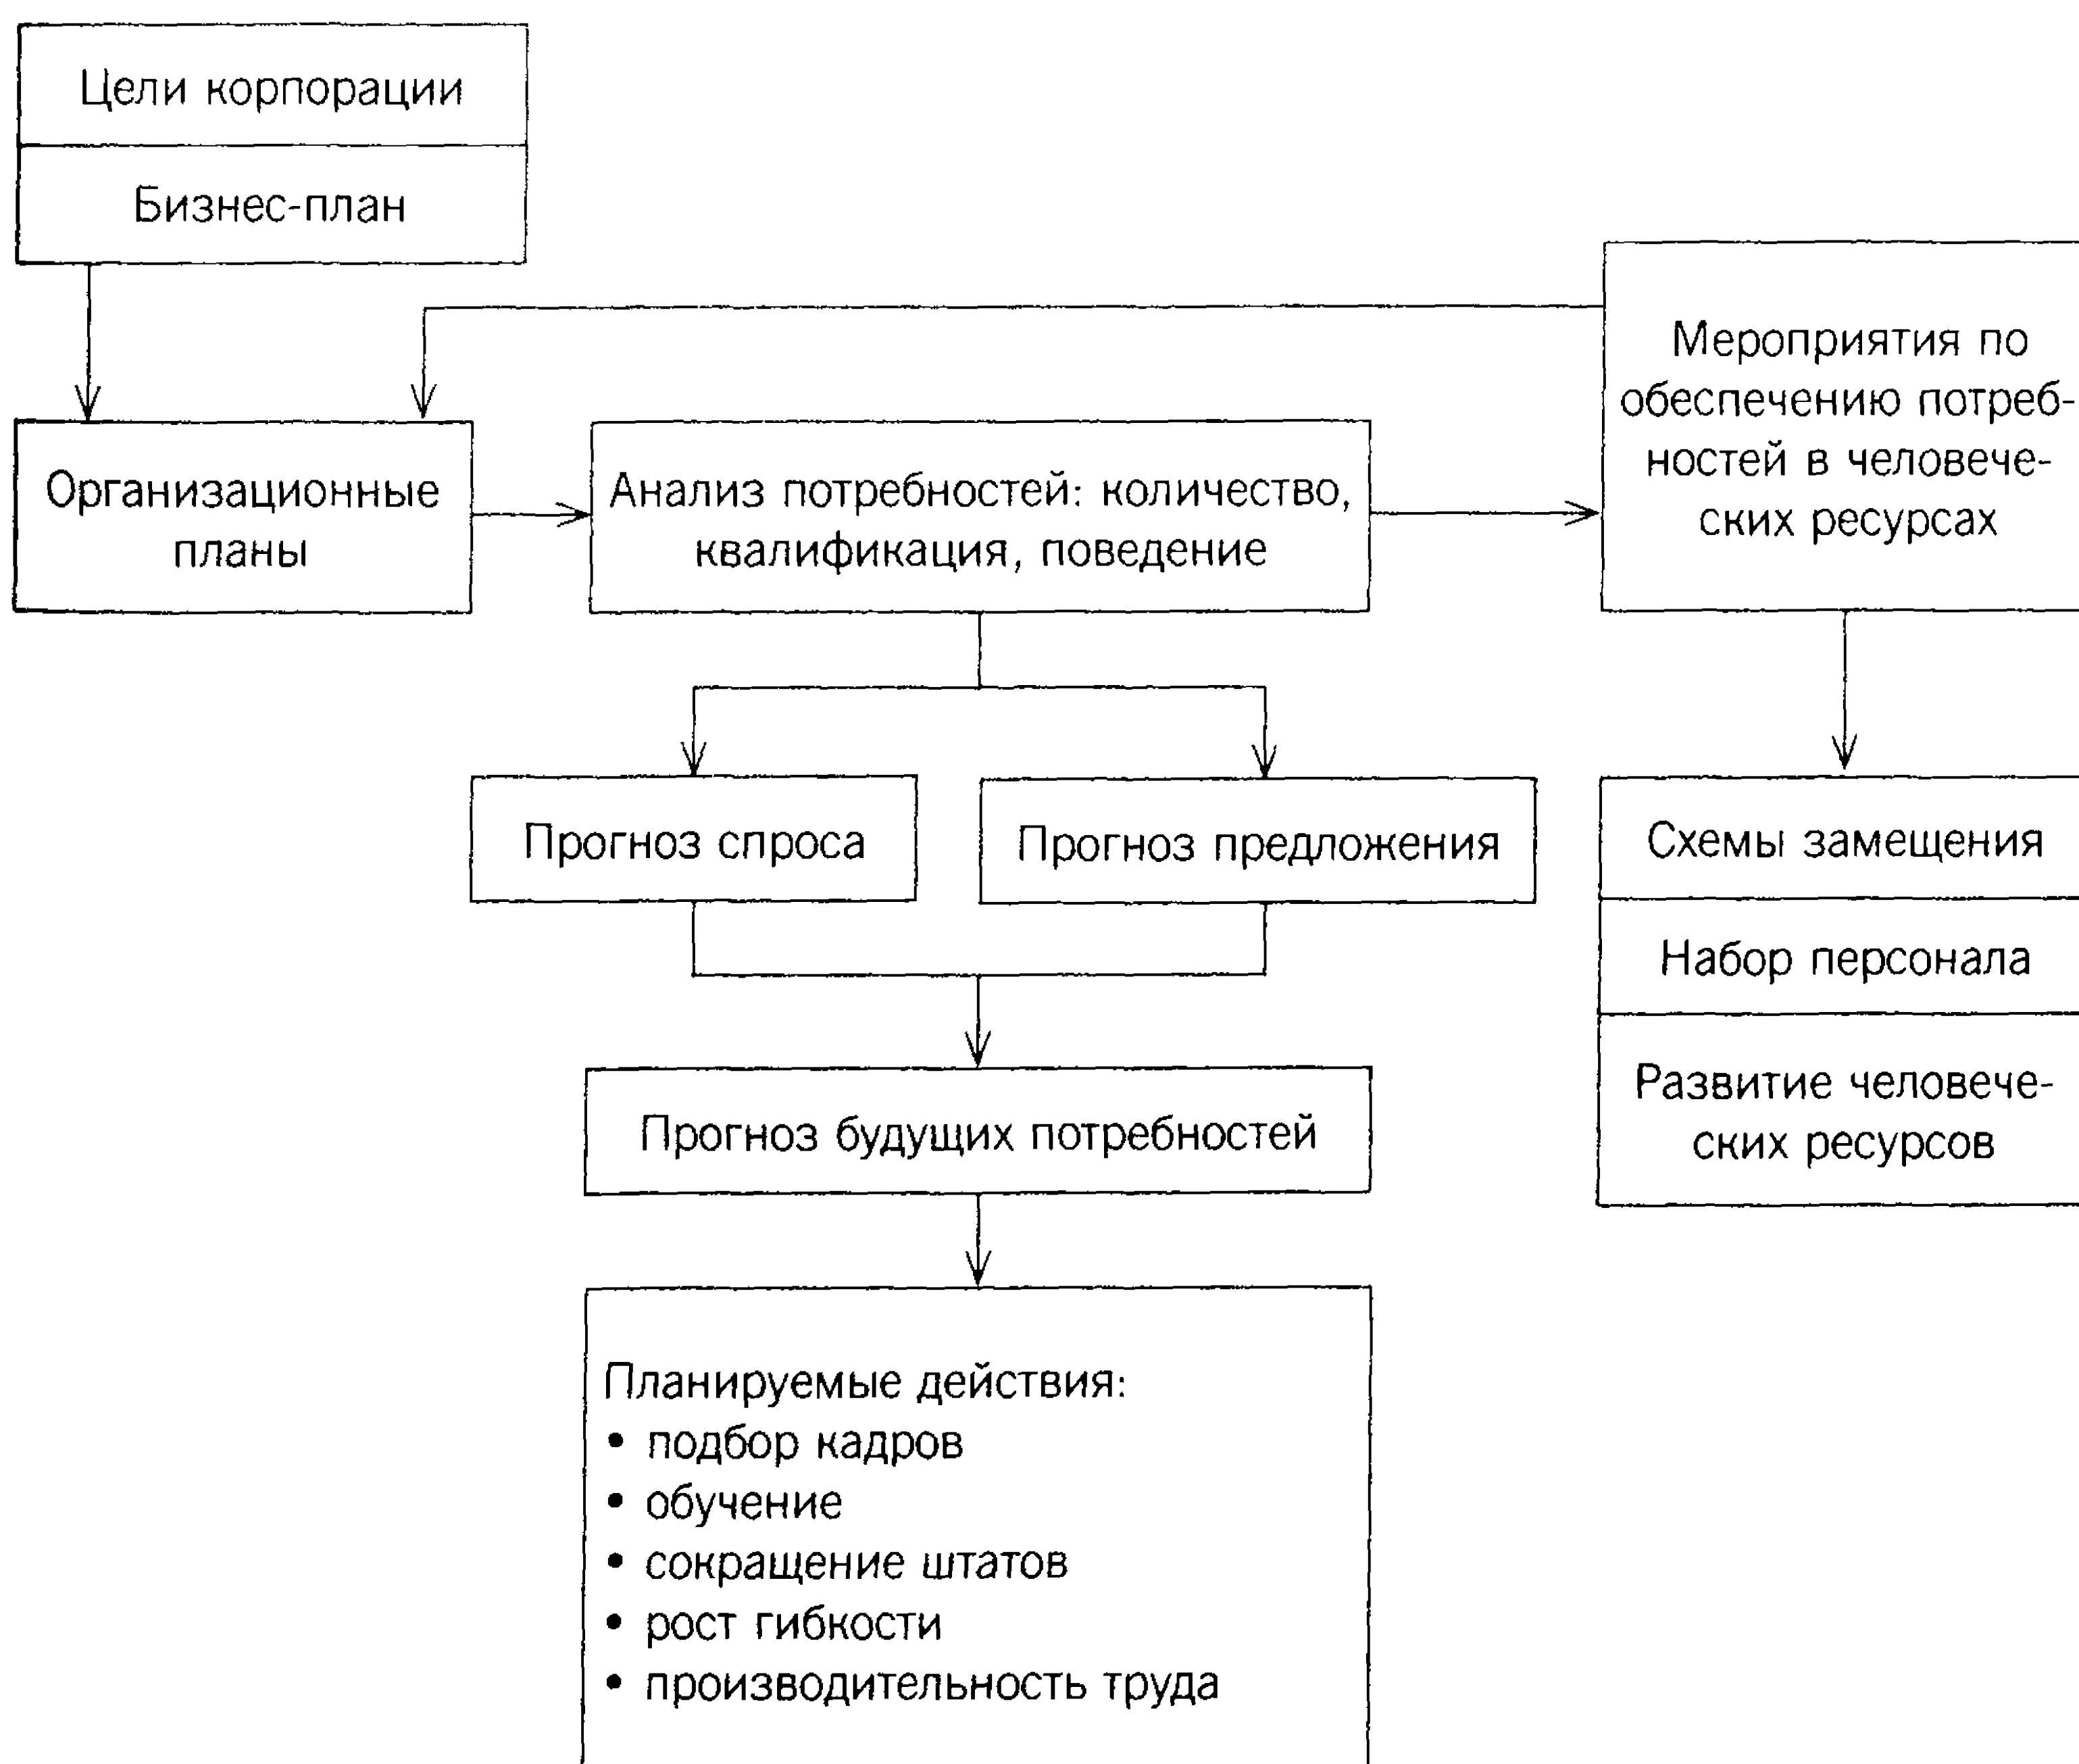 Цели корпорации
Бизнес-план
Мероприятия по
обеспечению потреб-
ностей в человече-
ских ресурсах
Организационные
планы
Анализ потребностей: количество,
квалификация, поведение
Прогноз спроса
Прогноз предложения
Схемы замещения
Набор персонала
Развитие человече-
ских ресурсов
Прогноз будущих потребностей
Планируемые действия:
• подбор кадров
• обучение
• сокращение штатов
• рост гибкости
• производительность труда